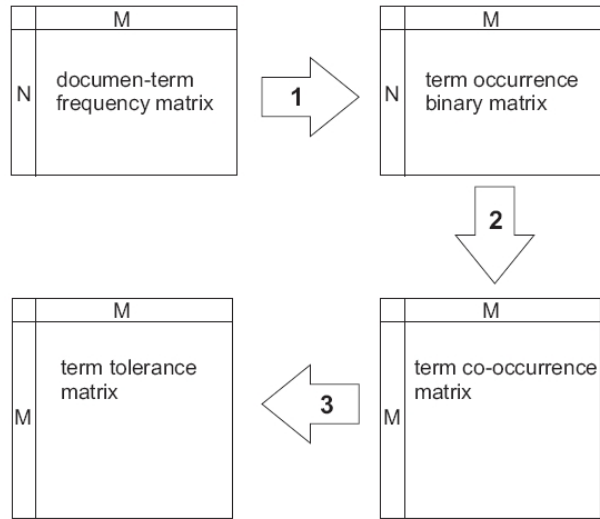 M
N
documen-term
frequency matrix
1
M
N
term occurrence
binary matrix
2
M
M
term co-occurrence
matrix
3
M
M
term tolerance
matrix